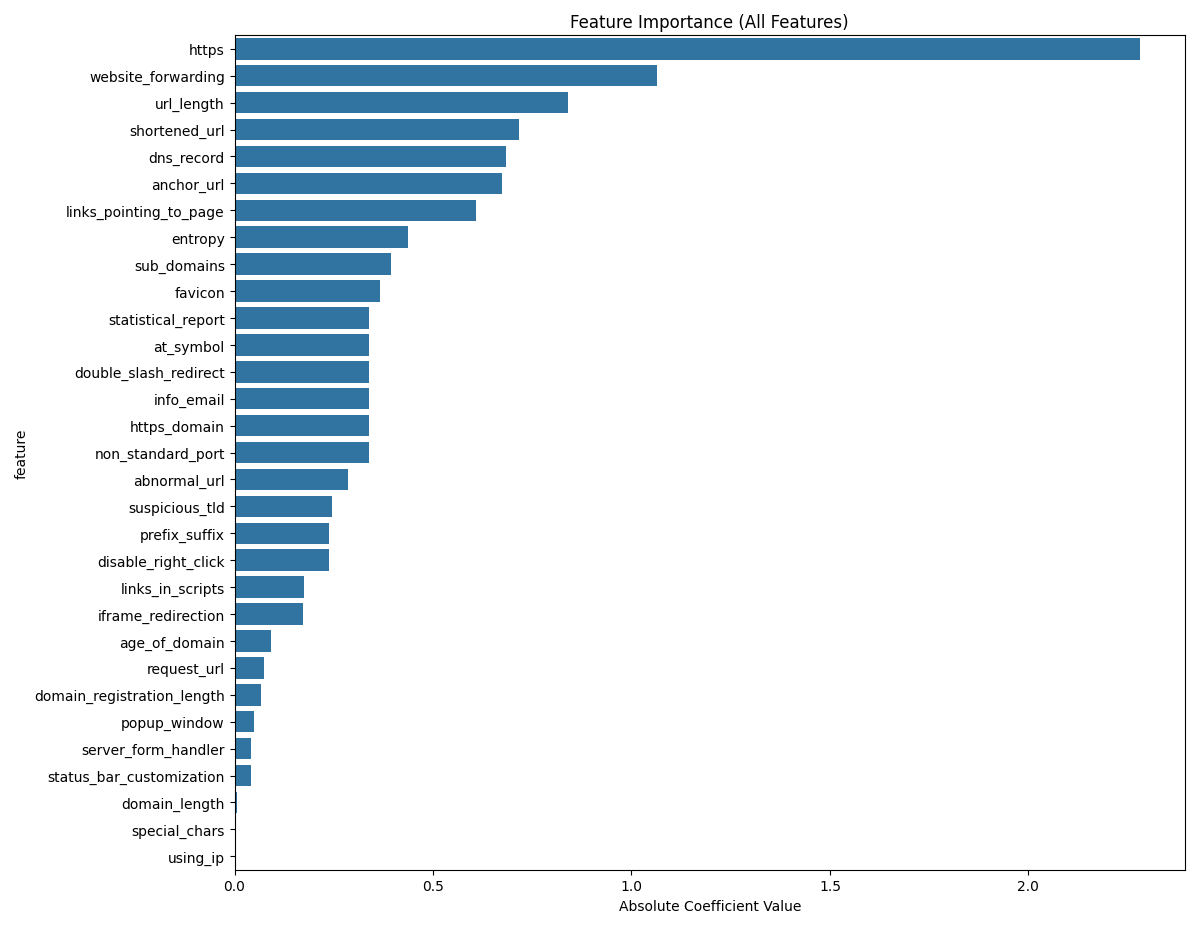 Feature Importance (All Features)
https
website_forwarding
url_length
shortened_url
dns_record
anchor_url
links_pointing_to_page
entropy
sub_domains
favicon
statistical_report
at_symbol
double_slash_redirect
info_email
https_domain
non_standard_port
abnormal_url
suspicious_tld
prefix_suffix
disable_right_click
links_in_scripts
iframe_redirection
age_of_domain
request_url
domain_registration_length
popup_window
server_form_handler
status_bar_customization
domain_length
special_chars
using_ip
feature
0.0 0.5 1.0 1.5 2.0
Absolute Coefficient Value